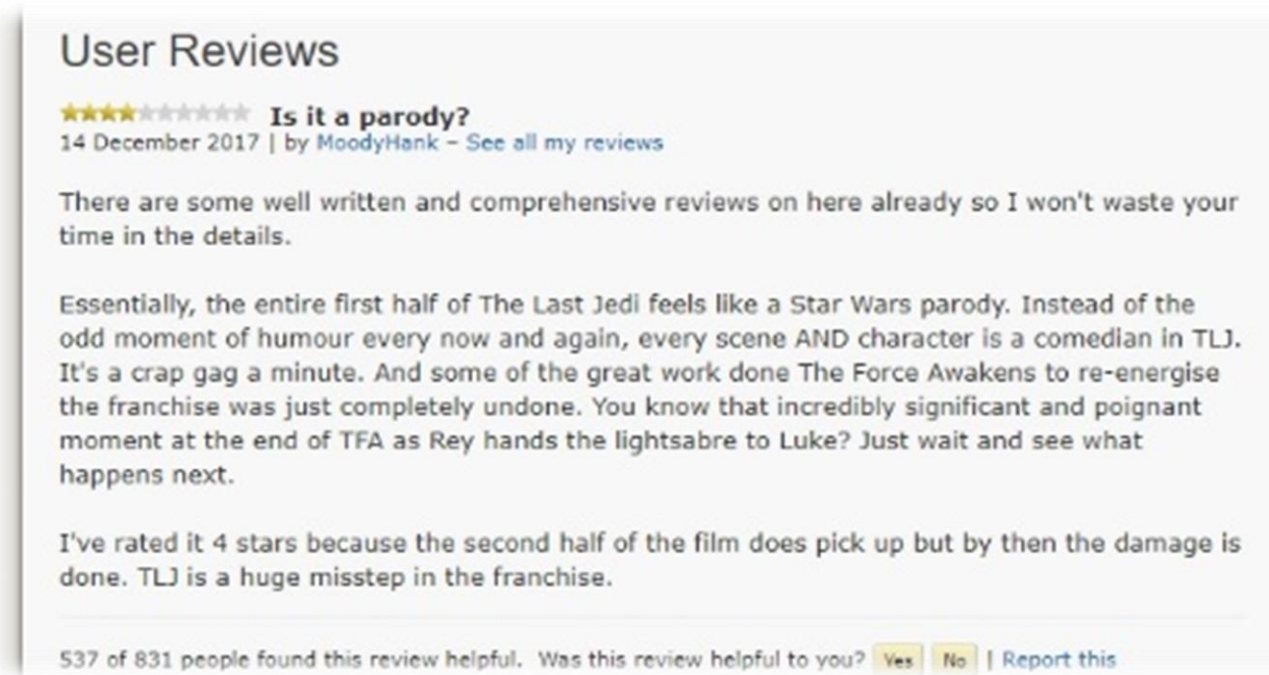 User Reviews
Is it a parody?
14 December 2017 | by MoodyHank – See all my reviews
There are some well written and comprehensive reviews on here already so I won't waste your
time in the details.
Essentially, the entire first half of The Last Jedi feels like a Star Wars parody. Instead of the
odd moment of humour every now and again, every scene AND character is a comedian in TLJ.
It's a crap gag a minute. And some of the great work done The Force Awakens to re-energise
the franchise was just completely undone. You know that incredibly significant and poignant
moment at the end of TFA as Rey hands the lightsabre to Luke? Just wait and see what
happens next.
I've rated it 4 stars because the second half of the film does pick up but by then the damage is
done. TLJ is a huge misstep in the franchise.
537 of 831 people found this review helpful. Was this review helpful to you? Yes No | Report this